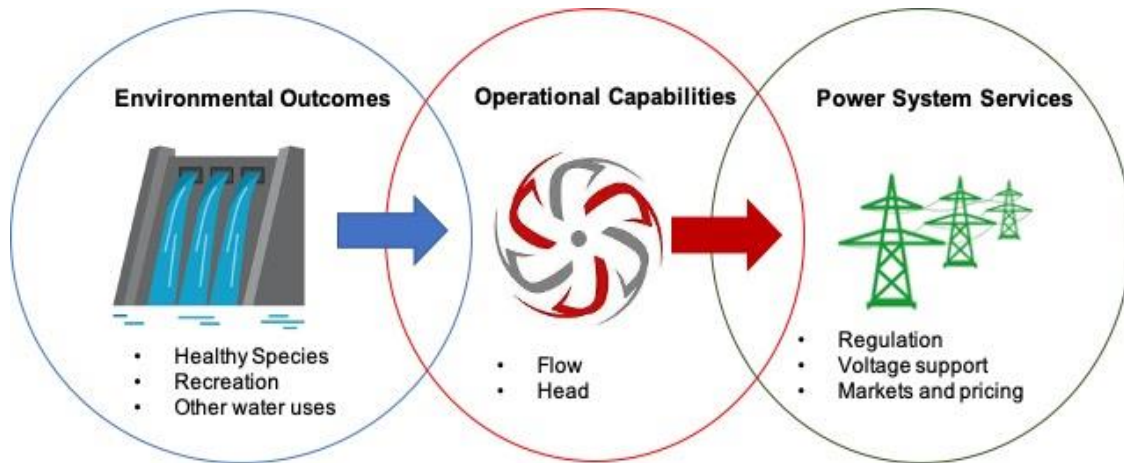 Environmental Outcomes
• Healthy Species
• Recreation
• Other water uses
Operational Capabilities
• Flow
• Head
Power System Services
• Regulation
• Voltage support
• Markets and pricing